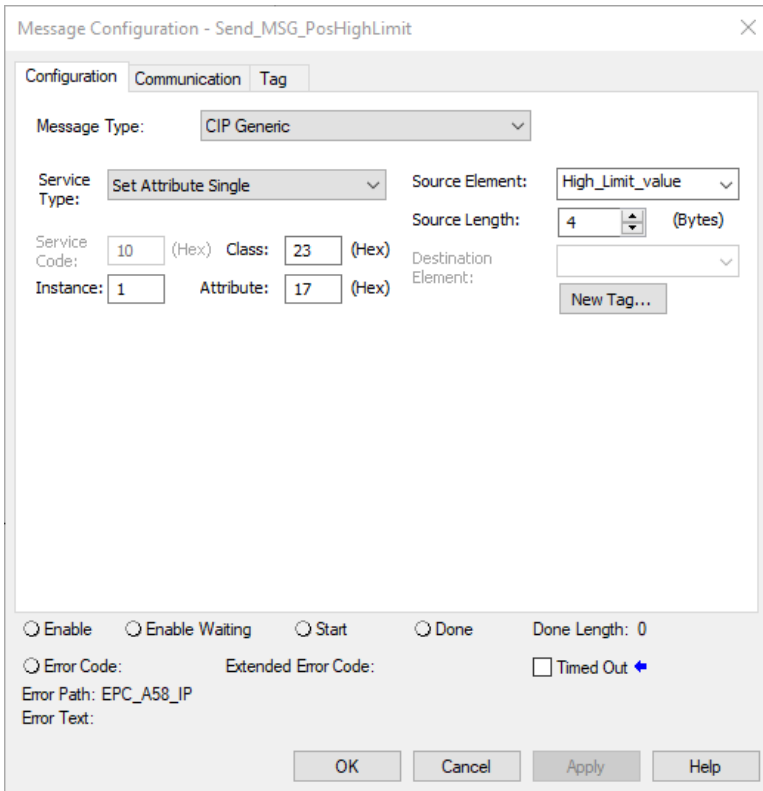 Message Configuration - Send_MSG_PosHighLimit
Configuration Communication Tag
Message Type: CIP Generic
Service Type: Set Attribute Single
Source Element: High_Limit_value
Source Length: 4 (Bytes)
Service Code: 10 (Hex) Class: 23 (Hex)
Destination Element:
Instance: 1 Attribute: 17 (Hex)
New Tag...
Enable Enable Waiting Start Done Done Length: 0
Error Code: Extended Error Code: Timed Out
Error Path: EPC_A58_IP
Error Text:
OK Cancel Apply Help